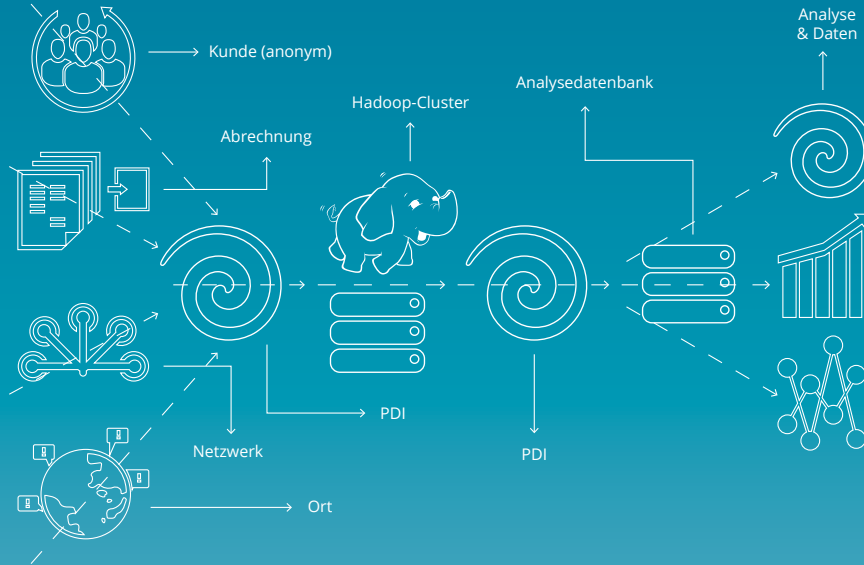 Analyse
& Daten
Kunde (anonym)
Analysedatenbank
Hadoop-Cluster
Abrechnung
PDI
Netzwerk
PDI
Ort